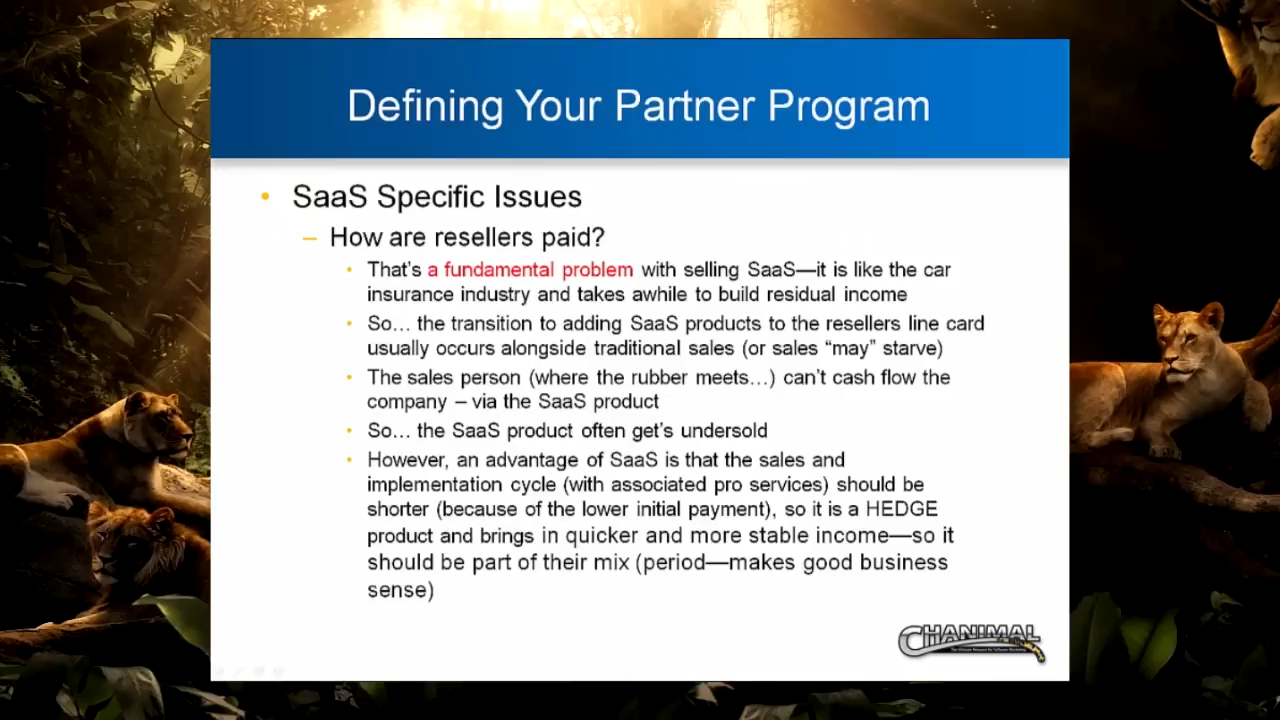 Defining Your Partner Program
• SaaS Specific Issues
– How are resellers paid?
• That's a fundamental problem with selling SaaS—it is like the car
insurance industry and takes awhile to build residual income
• So… the transition to adding SaaS products to the resellers line card
usually occurs alongside traditional sales (or sales “may” starve)
• The sales person (where the rubber meets…) can't cash flow the
company – via the SaaS product
• So… the SaaS product often get's undersold
• However, an advantage of SaaS is that the sales and
implementation cycle (with associated pro services) should be
shorter (because of the lower initial payment), so it is a HEDGE
product and brings in quicker and more stable income—so it
should be part of their mix (period—makes good business
sense)
CHANIMAL
The Ultimate Resource for Software Marketing